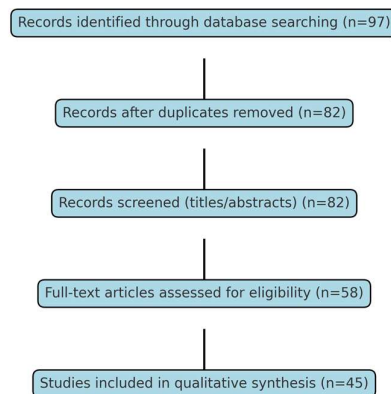 Records identified through database searching (n=97)
Records after duplicates removed (n=82)
Records screened (titles/abstracts) (n=82)
Full-text articles assessed for eligibility (n=58)
Studies included in qualitative synthesis (n=45)